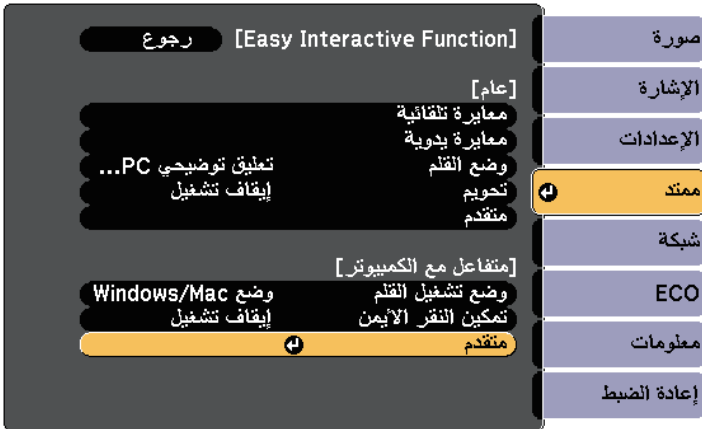 صورة
الإشارة
الإعدادات
ممتد
شبكة
ECO
معلومات
إعادة الضبط
[Easy Interactive Function] رجوع
[عام]
معايرة تلقائية
معايرة يدوية
وضع القلم تعليق توضيحي PC...
تحويم إيقاف تشغيل
متقدم
[متفاعل مع الكمبيوتر]
وضع تشغيل القلم وضع Windows/Mac
تمكين النقر الأيمن إيقاف تشغيل
متقدم